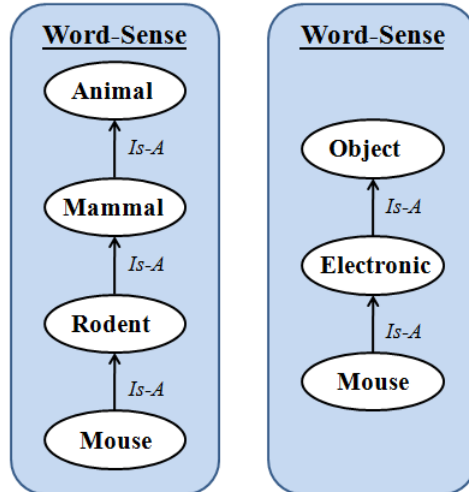 Word-Sense
Animal
Is-A
Mammal
Is-A
Rodent
Is-A
Mouse
Word-Sense
Object
Is-A
Electronic
Is-A
Mouse